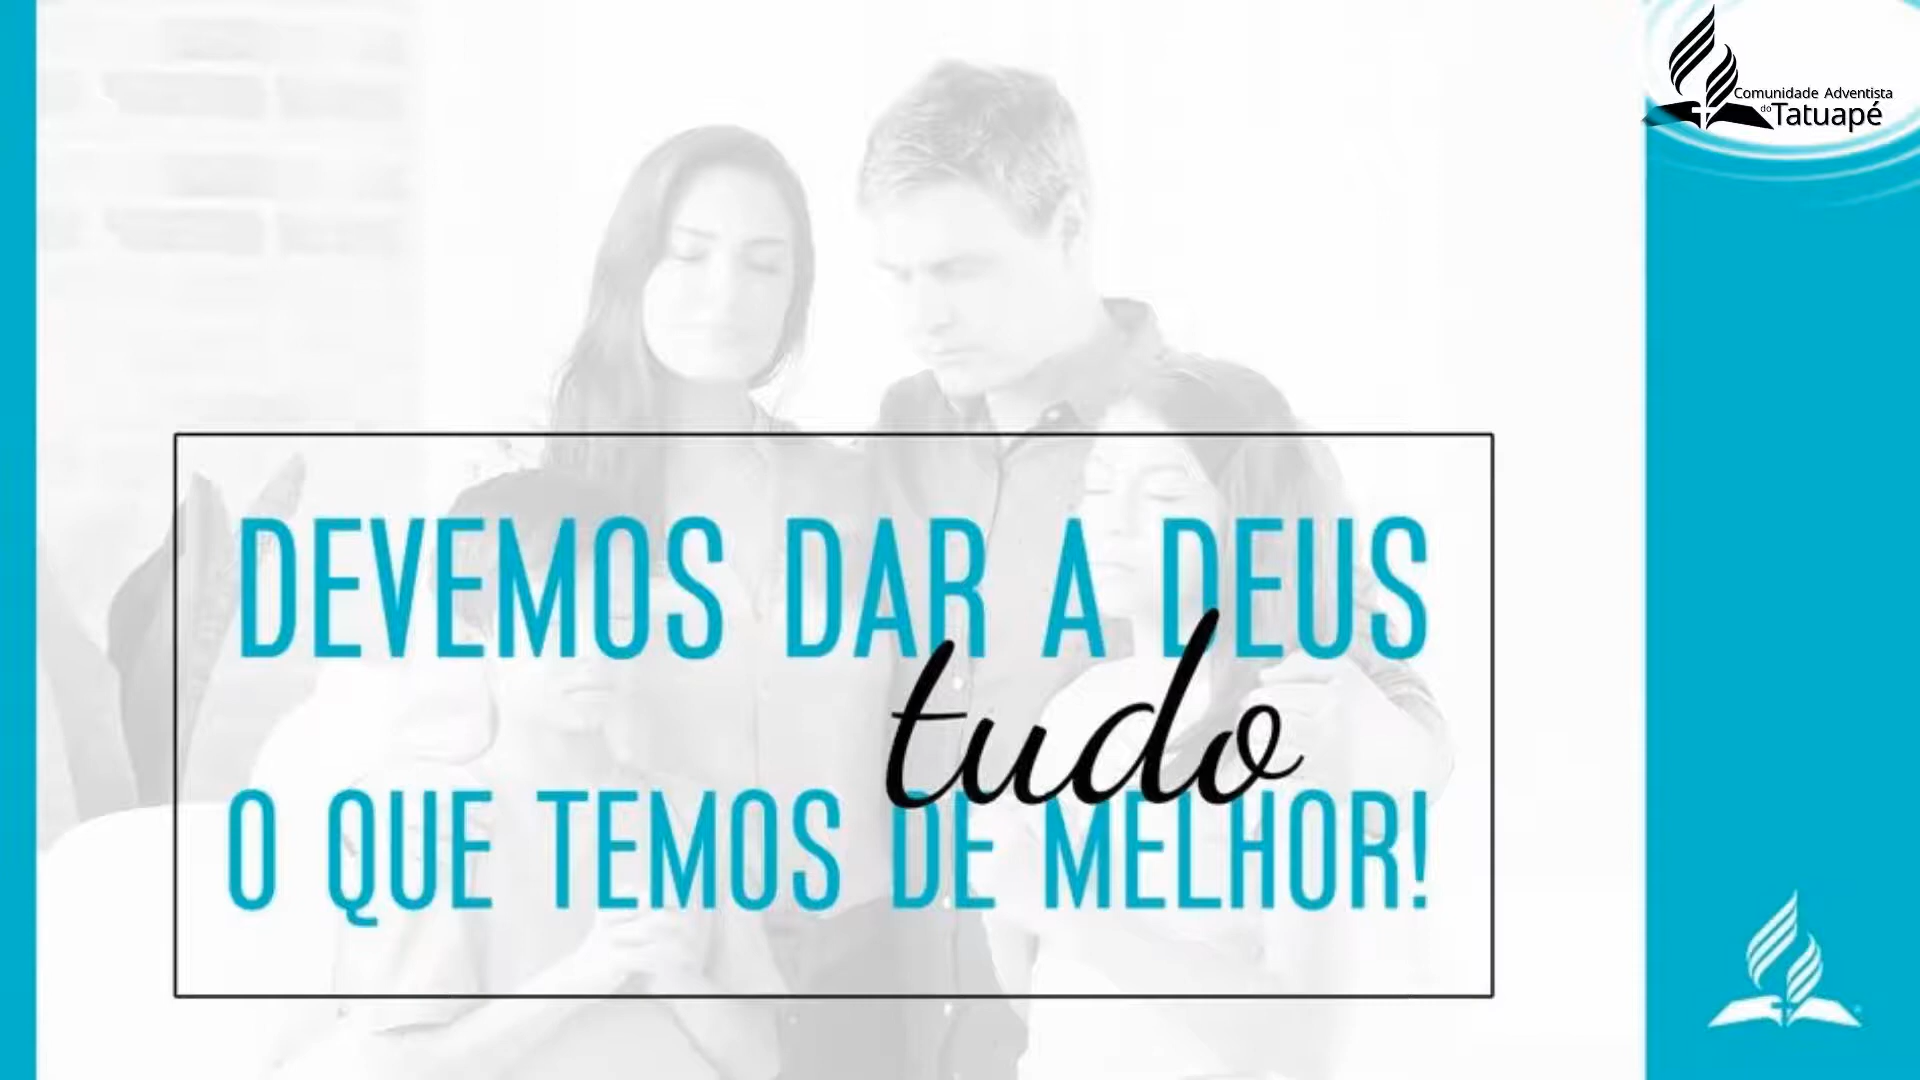 Comunidade Adventista
do Tatuapé
DEVEMOS DAR A DEUS
tudo
O QUE TEMOS DE MELHOR!